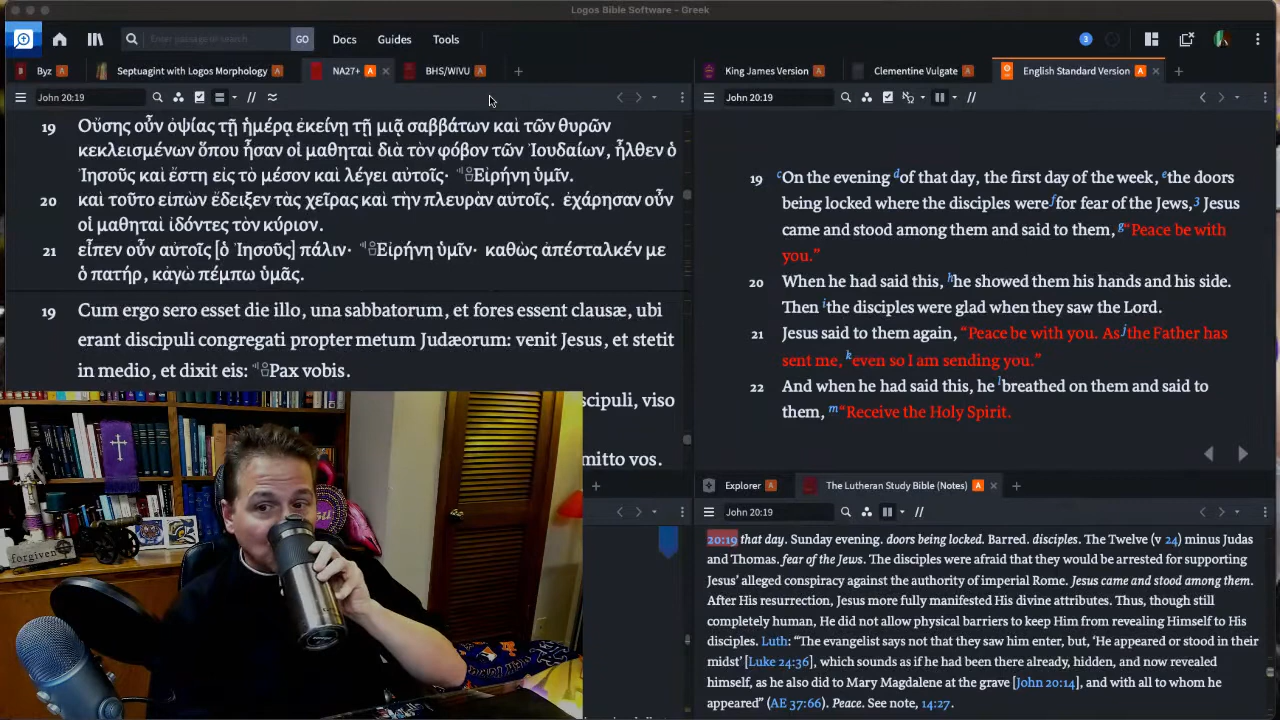 Logos Bible Software - Greek
Enter passage or search
GO
Docs
Guides
Tools
3
Byz A
Septuagint with Logos Morphology A
NA27+ A
BHS/WIVU A
King James Version A
Clementine Vulgate A
English Standard Version A
John 20:19
John 20:19
19 Οὔσης οὖν ὀψίας τῇ ἡμέρᾳ ἐκείνῃ τῇ μιᾷ σαββάτων καὶ τῶν θυρῶν
κεκλεισμένων ὅπου ἦσαν οἱ μαθηταὶ διὰ τὸν φόβον τῶν Ἰουδαίων, ἦλθεν ὁ
Ἰησοῦς καὶ ἔστη εἰς τὸ μέσον καὶ λέγει αὐτοῖς· Εἰρήνη ὑμῖν.
20 καὶ τοῦτο εἰπὼν ἔδειξεν τὰς χεῖρας καὶ τὴν πλευρὰν αὐτοῖς. ἐχάρησαν οὖν
οἱ μαθηταὶ ἰδόντες τὸν κύριον.
21 εἶπεν οὖν αὐτοῖς [ὁ Ἰησοῦς] πάλιν· Εἰρήνη ὑμῖν· καθὼς ἀπέσταλκέν με
ὁ πατήρ, κἀγὼ πέμπω ὑμᾶς.
19 Cum ergo sero esset die illo, una sabbatorum, et fores essent clausæ, ubi
erant discipuli congregati propter metum Judæorum: venit Jesus, et stetit
in medio, et dixit eis: Pax vobis.
scipuli, viso
mitto vos.
19 c On the evening d of that day, the first day of the week, e the doors
being locked where the disciples were f for fear of the Jews,3 Jesus
came and stood among them and said to them, g “Peace be with
you.”
20 When he had said this, h he showed them his hands and his side.
Then i the disciples were glad when they saw the Lord.
21 Jesus said to them again, “Peace be with you. As j the Father has
sent me, k even so I am sending you.”
22 And when he had said this, he l breathed on them and said to
them, m “Receive the Holy Spirit.
Explorer A
The Lutheran Study Bible (Notes) A
John 20:19
20:19 that day. Sunday evening. doors being locked. Barred. disciples. The Twelve (v 24) minus Judas
and Thomas. fear of the Jews. The disciples were afraid that they would be arrested for supporting
Jesus’ alleged conspiracy against the authority of imperial Rome. Jesus came and stood among them.
After His resurrection, Jesus more fully manifested His divine attributes. Thus, though still
completely human, He did not allow physical barriers to keep Him from revealing Himself to His
disciples. Luth: “The evangelist says not that they saw him enter, but, ‘He appeared or stood in their
midst’ [Luke 24:36], which sounds as if he had been there already, hidden, and now revealed
himself, as he also did to Mary Magdalene at the grave [John 20:14], and with all to whom he
appeared” (AE 37:66). Peace. See note, 14:27.
forgiven